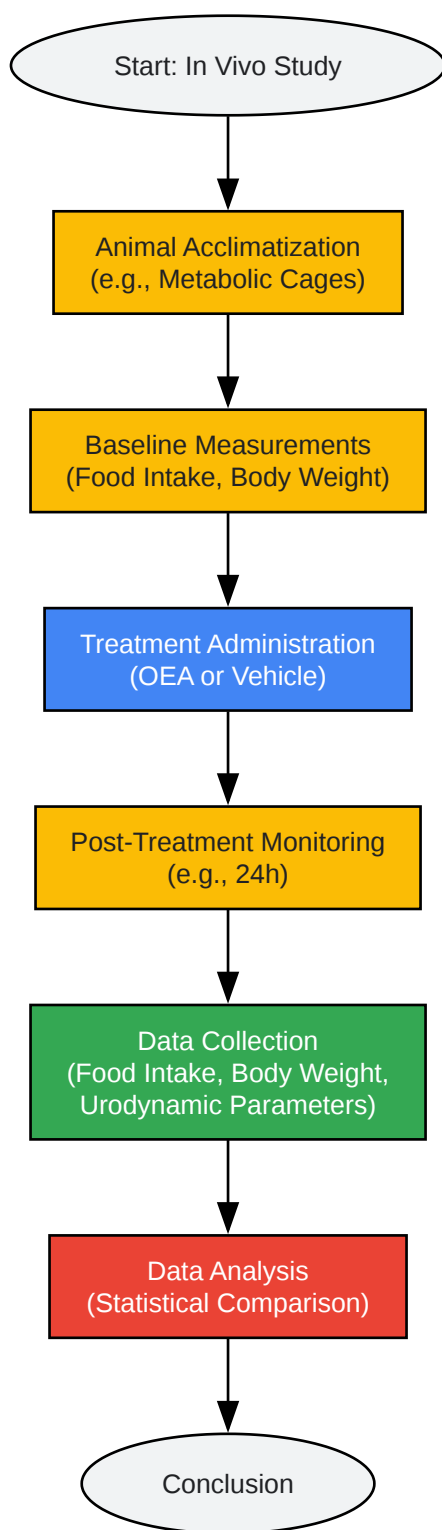 Start: In Vivo Study
Animal Acclimatization
(e.g., Metabolic Cages)
Baseline Measurements
(Food Intake, Body Weight)
Treatment Administration
(OEA or Vehicle)
Post-Treatment Monitoring
(e.g., 24h)
Data Collection
(Food Intake, Body Weight,
Urodynamic Parameters)
Data Analysis
(Statistical Comparison)
Conclusion